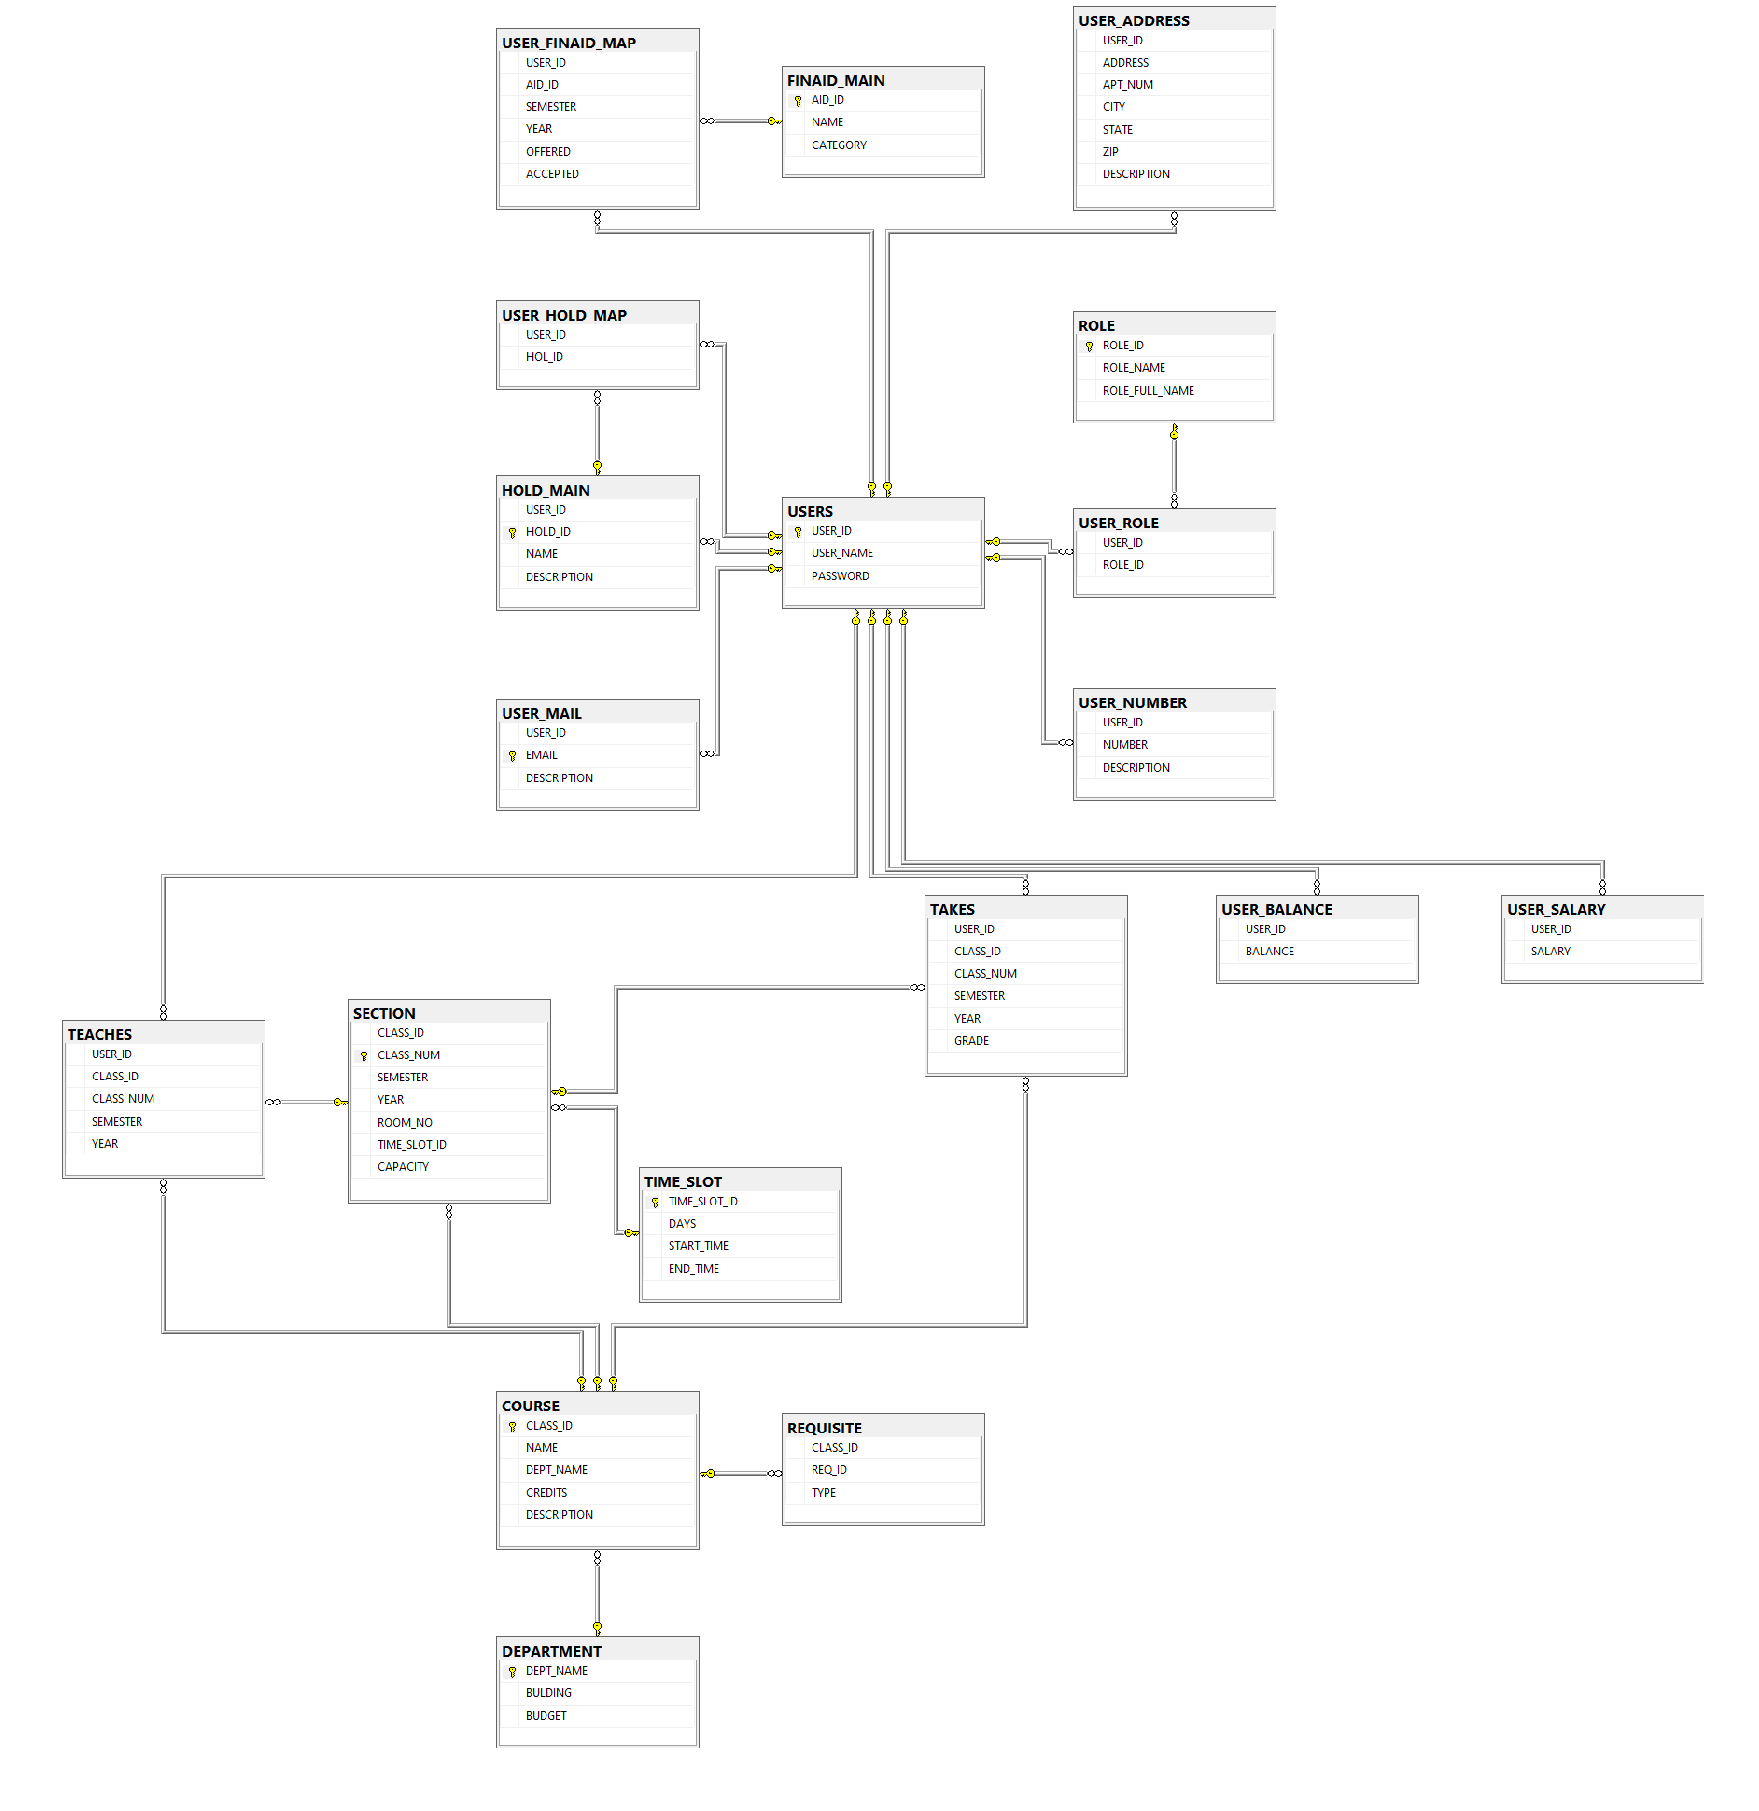 USER_FINAID_MAP
USER_ID
AID_ID
SEMESTER
YEAR
OFFERED
ACCEPTED
FINAID_MAIN
AID_ID
NAME
CATEGORY
USER_ADDRESS
USER_ID
ADDRESS
APT_NUM
CITY
STATE
ZIP
DESCRIPTION
USER_HOLD_MAP
USER_ID
HOL_ID
ROLE
ROLE_ID
ROLE_NAME
ROLE_FULL_NAME
HOLD_MAIN
USER_ID
HOLD_ID
NAME
DESCRIPTION
USERS
USER_ID
USER_NAME
PASSWORD
USER_ROLE
USER_ID
ROLE_ID
USER_MAIL
USER_ID
EMAIL
DESCRIPTION
USER_NUMBER
USER_ID
NUMBER
DESCRIPTION
TAKES
USER_ID
CLASS_ID
CLASS_NUM
SEMESTER
YEAR
GRADE
USER_BALANCE
USER_ID
BALANCE
USER_SALARY
USER_ID
SALARY
TEACHES
USER_ID
CLASS_ID
CLASS_NUM
SEMESTER
YEAR
SECTION
CLASS_ID
CLASS_NUM
SEMESTER
YEAR
ROOM_NO
TIME_SLOT_ID
CAPACITY
TIME_SLOT
TIME_SLOT_ID
DAYS
START_TIME
END_TIME
COURSE
CLASS_ID
NAME
DEPT_NAME
CREDITS
DESCRIPTION
REQUISITE
CLASS_ID
REQ_ID
TYPE
DEPARTMENT
DEPT_NAME
BULDING
BUDGET